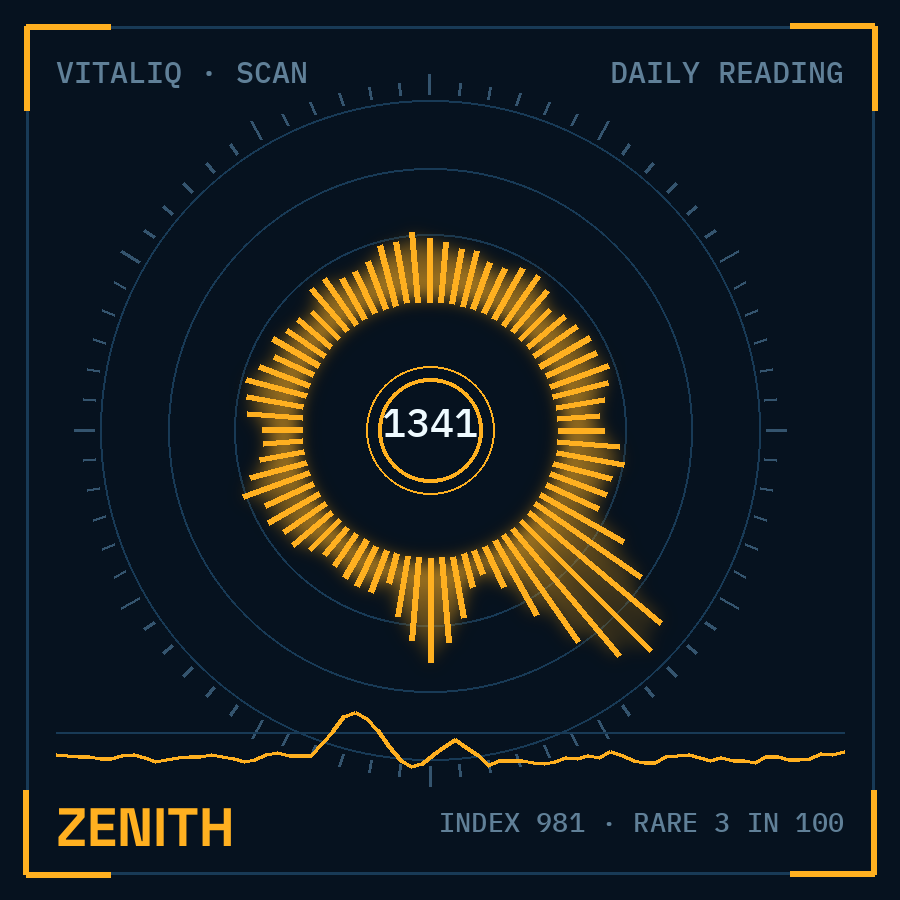 VITALIQ · SCAN
DAILY READING
1341
ZENITH
INDEX 981 · RARE 3 IN 100